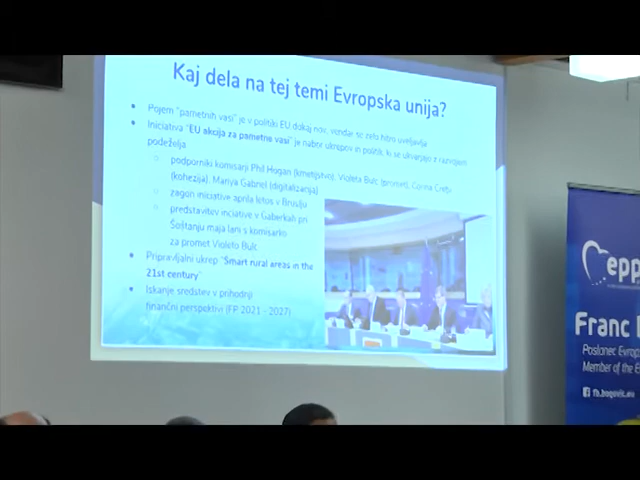 Kaj dela na tej temi Evropska unija?
Pojem "pametnih vasi" je v politiki EU dokaj nov, vendar se zelo hitro uveljavlja
Iniciativa "EU akcija za pametne vasi" je nabor ukrepov in politik, ki se ukvarjajo z razvojem
podeželja
podporniki komisarji Phil Hogan (kmetijstvo), Violeta Bulc (promet), Corina Crețu
(kohezija), Mariya Gabriel (digitalizacija)
zagon iniciative aprila letos v Bruslju
predstavitev inciative v Gaberkah pri
Šoštanju maja lani s komisarko
za promet Violeto Bulc
Pripravljalni ukrep "Smart rural areas in the
21st century"
Iskanje sredstev v prihodnji
finančni perspektivi (FP 2021 - 2027)
epp
Franc
Poslanec Evrop
Member of the E
fb.bogovic.eu